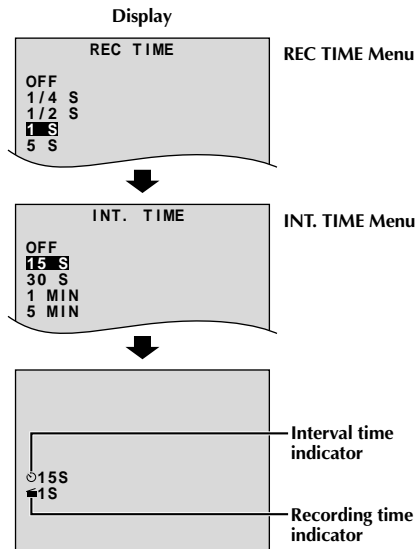 Display
REC TIME
REC TIME Menu
OFF
1/4 S
1/2 S
1 S
5 S
INT. TIME
INT. TIME Menu
OFF
15 S
30 S
1 MIN
5 MIN
Interval time
indicator
15S
1S
Recording time
indicator